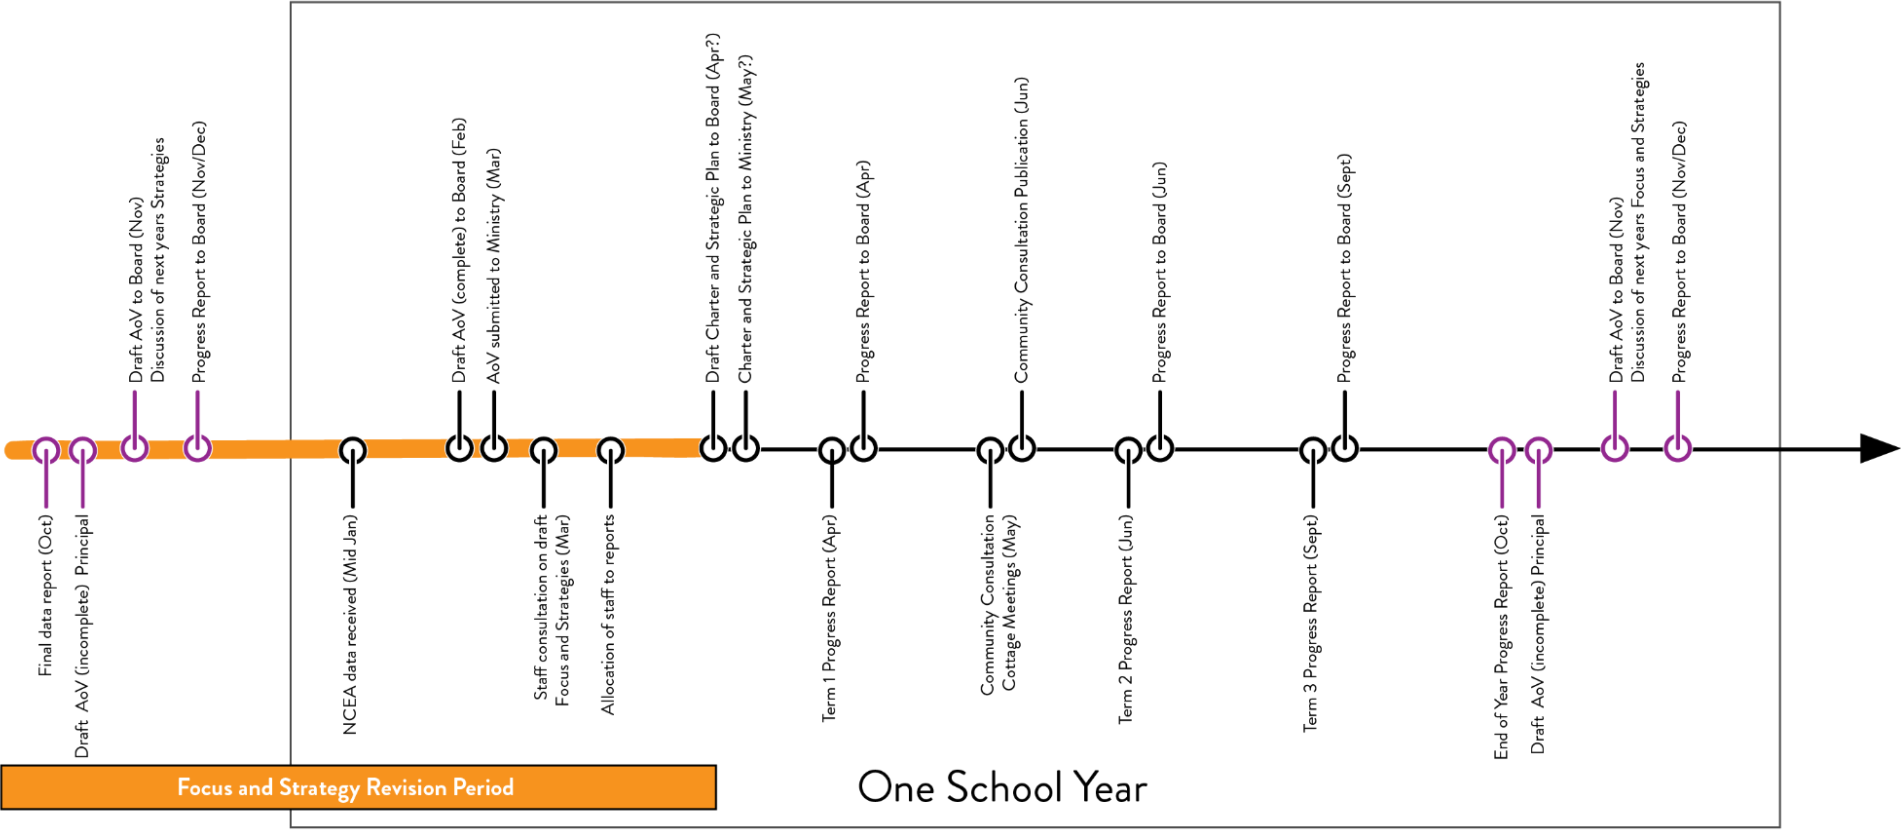 Draft AoV to Board (Nov)
Discussion of next years Strategies
Progress Report to Board (Nov/Dec)
Draft AoV (complete) to Board (Feb)
AoV submitted to Ministry (Mar)
Draft Charter and Strategic Plan to Board (Apr?)
Charter and Strategic Plan to Ministry (May?)
Progress Report to Board (Apr)
Community Consultation Publication (Jun)
Progress Report to Board (Jun)
Progress Report to Board (Sept)
Draft AoV to Board (Nov)
Discussion of next years Focus and Strategies
Progress Report to Board (Nov/Dec)
Final data report (Oct)
Draft AoV (incomplete) Principal
NCEA data received (Mid Jan)
Staff consultation on draft
Focus and Strategies (Mar)
Allocation of staff to reports
Term 1 Progress Report (Apr)
Community Consultation
Cottage Meetings (May)
Term 2 Progress Report (Jun)
Term 3 Progress Report (Sept)
End of Year Progress Report (Oct)
Draft AoV (incomplete) Principal
Focus and Strategy Revision Period
One School Year